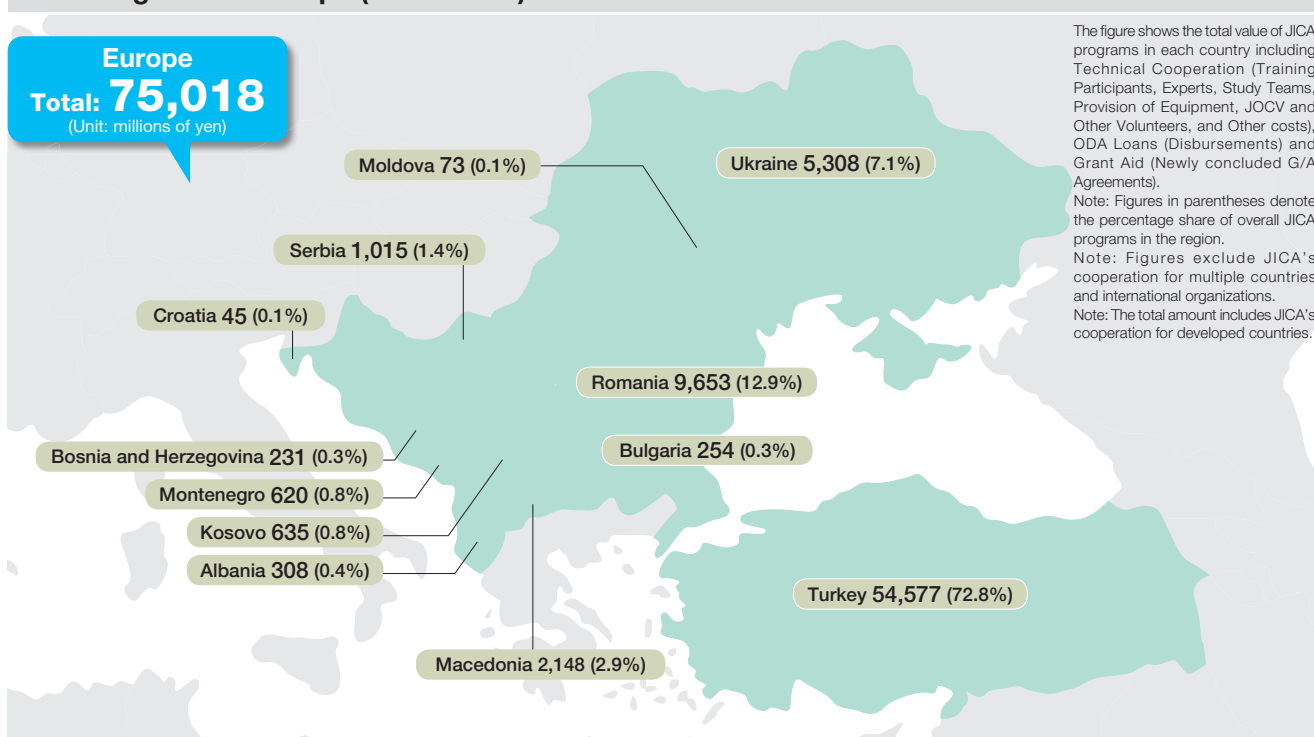 Europe
Total: 75,018
(Unit: millions of yen)
The figure shows the total value of JICA
programs in each country including
Technical Cooperation (Training
Participants, Experts, Study Teams,
Provision of Equipment, JOCV and
Other Volunteers, and Other costs),
ODA Loans (Disbursements) and
Grant Aid (Newly concluded G/A
Agreements).
Note: Figures in parentheses denote
the percentage share of overall JICA
programs in the region.
Note: Figures exclude JICA's
cooperation for multiple countries
and international organizations.
Note: The total amount includes JICA's
cooperation for developed countries.
Moldova 73 (0.1%)
Ukraine 5,308 (7.1%)
Serbia 1,015 (1.4%)
Croatia 45 (0.1%)
Romania 9,653 (12.9%)
Bulgaria 254 (0.3%)
Bosnia and Herzegovina 231 (0.3%)
Montenegro 620 (0.8%)
Kosovo 635 (0.8%)
Albania 308 (0.4%)
Turkey 54,577 (72.8%)
Macedonia 2,148 (2.9%)